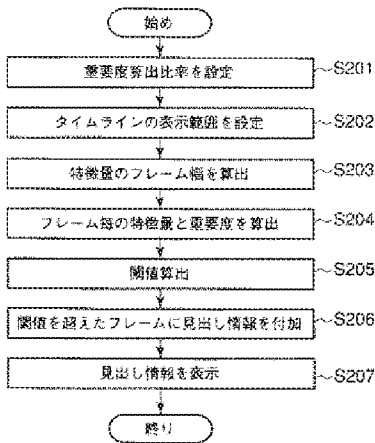 始め
重要度算出比率を設定 S201
タイムラインの表示範囲を設定 S202
特徴量のフレーム幅を算出 S203
フレーム毎の特徴量と重要度を算出 S204
閾値算出 S205
閾値を超えたフレームに見出し情報を付加 S206
見出し情報を表示 S207
終り